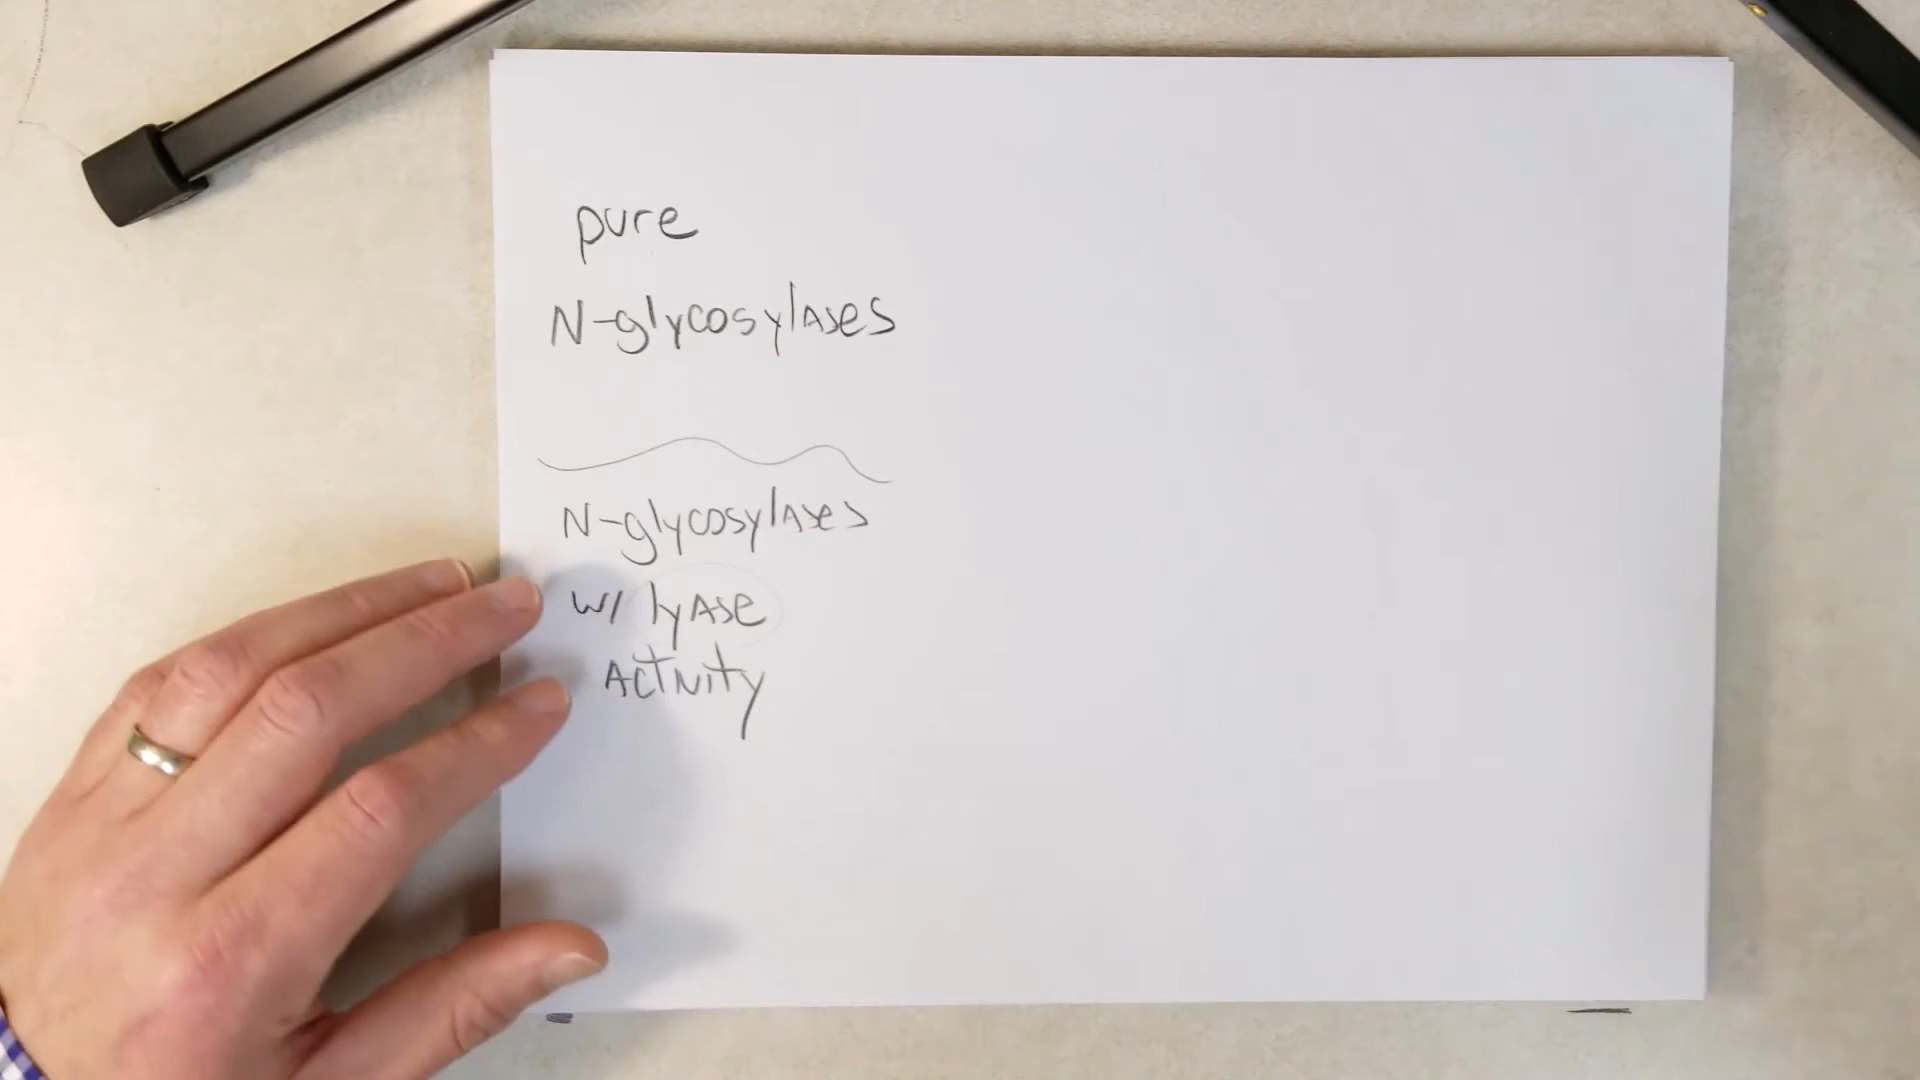 pure
N-glycosylases
N-glycosylases
w/ lyAse
Activity